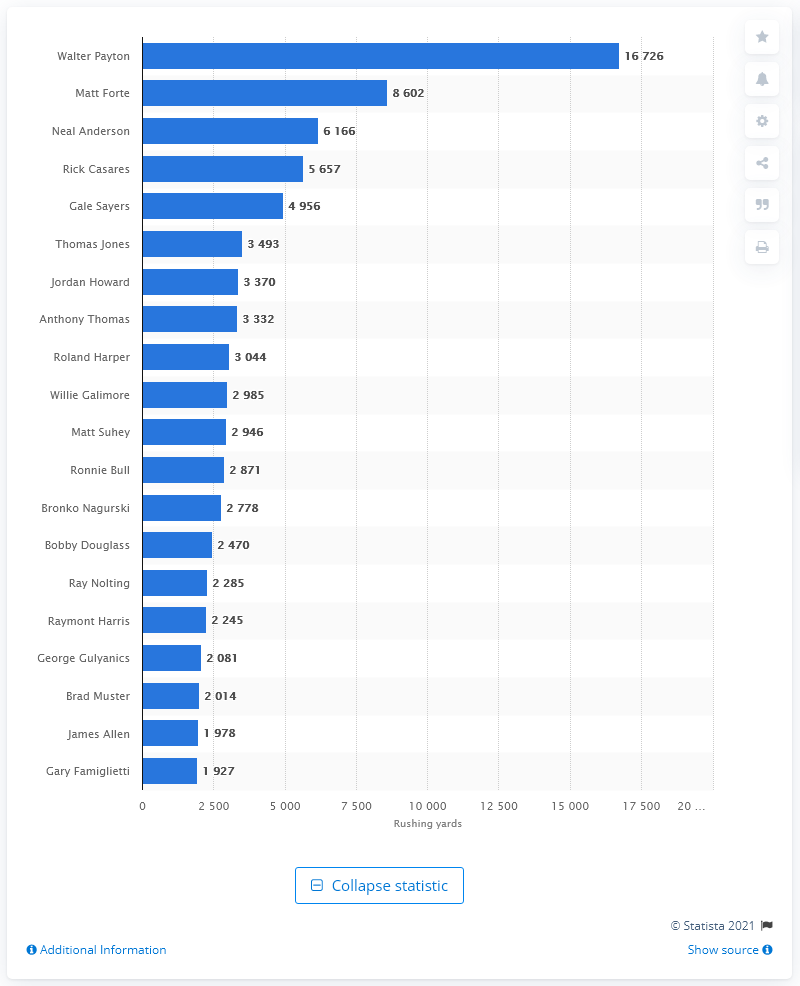 Walter Payton 16 726
Matt Forte 8 602
Neal Anderson 6 166
Rick Casares 5 657
Gale Sayers 4 956
Thomas Jones 3 493
Jordan Howard 3 370
Anthony Thomas 3 332
Roland Harper 3 044
Willie Galimore 2 985
Matt Suhey 2 946
Ronnie Bull 2 871
Bronko Nagurski 2 778
Bobby Douglass 2 470
Ray Nolting 2 285
Raymont Harris 2 245
George Gulyanics 2 081
Brad Muster 2 014
James Allen 1 978
Gary Famiglietti 1 927
0 2 500 5 000 7 500 10 000 12 500 15 000 17 500 20 ...
Rushing yards
Collapse statistic
© Statista 2021
Additional Information Show source